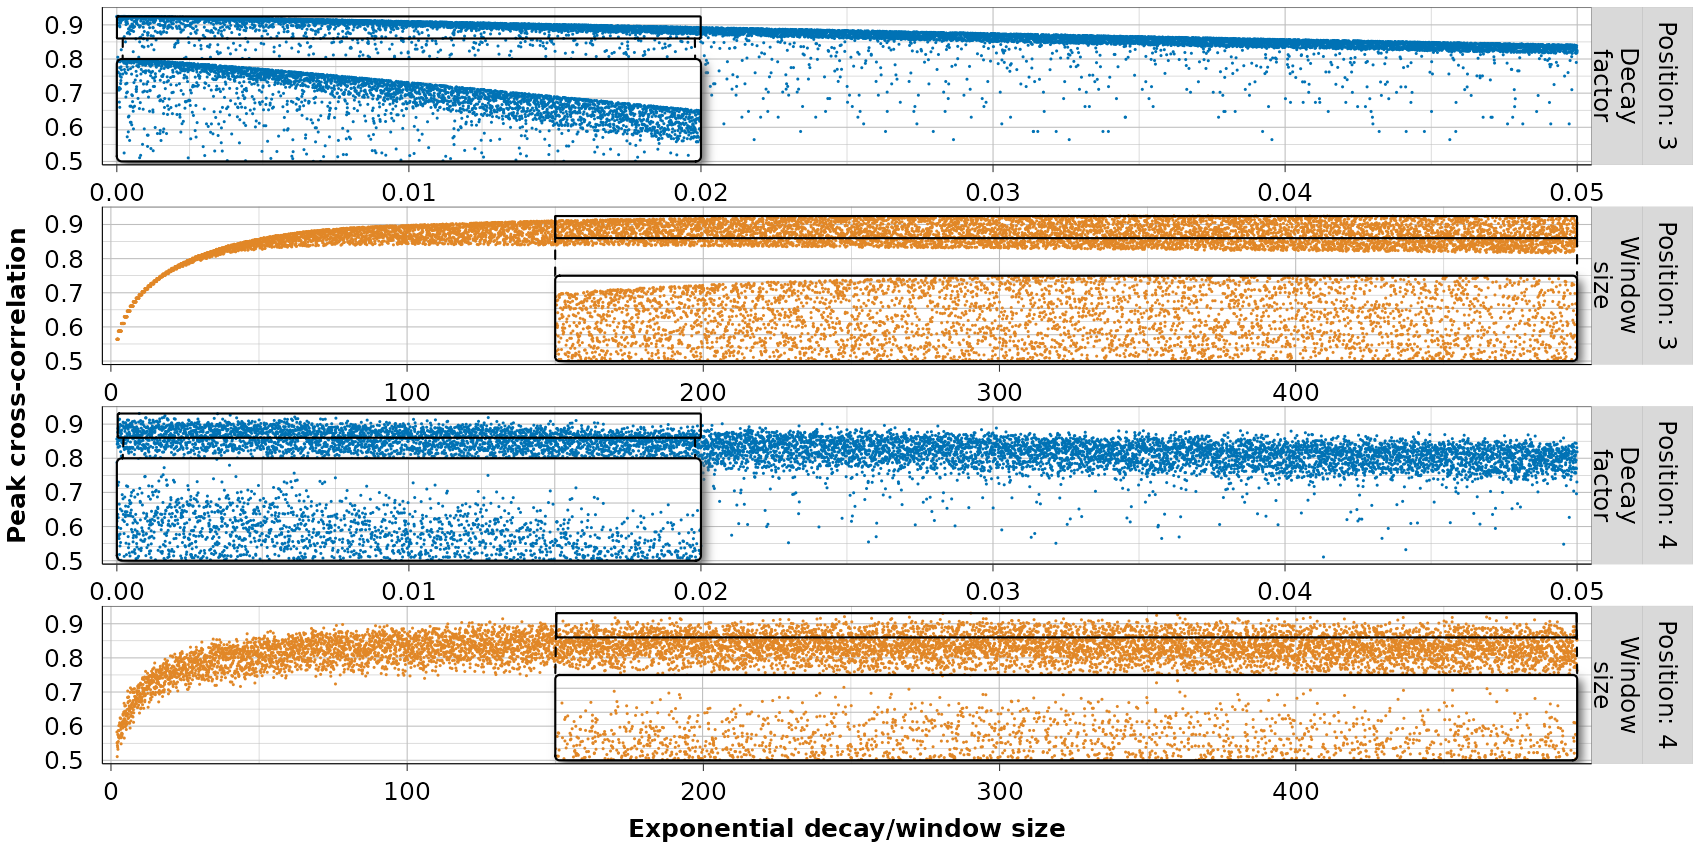 Peak cross-correlation
0.9
0.8
0.7
0.6
0.5
0.00 0.01 0.02 0.03 0.04 0.05
Position: 3
Decay
factor
0.9
0.8
0.7
0.6
0.5
0 100 200 300 400
Position: 3
Window
size
0.9
0.8
0.7
0.6
0.5
0.00 0.01 0.02 0.03 0.04 0.05
Position: 4
Decay
factor
0.9
0.8
0.7
0.6
0.5
0 100 200 300 400
Position: 4
Window
size
Exponential decay/window size